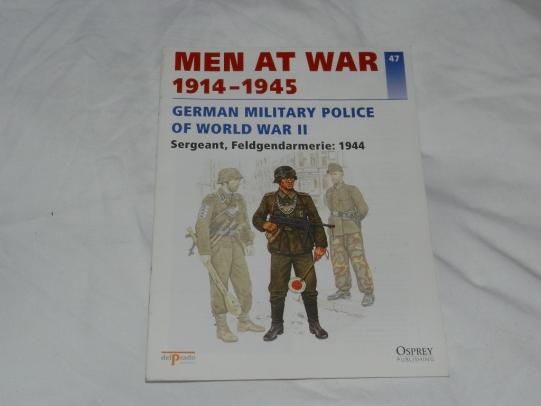 MEN AT WAR
47
1914–1945
GERMAN MILITARY POLICE
OF WORLD WAR II
Sergeant, Feldgendarmerie: 1944
delPrado
OSPREY
PUBLISHING